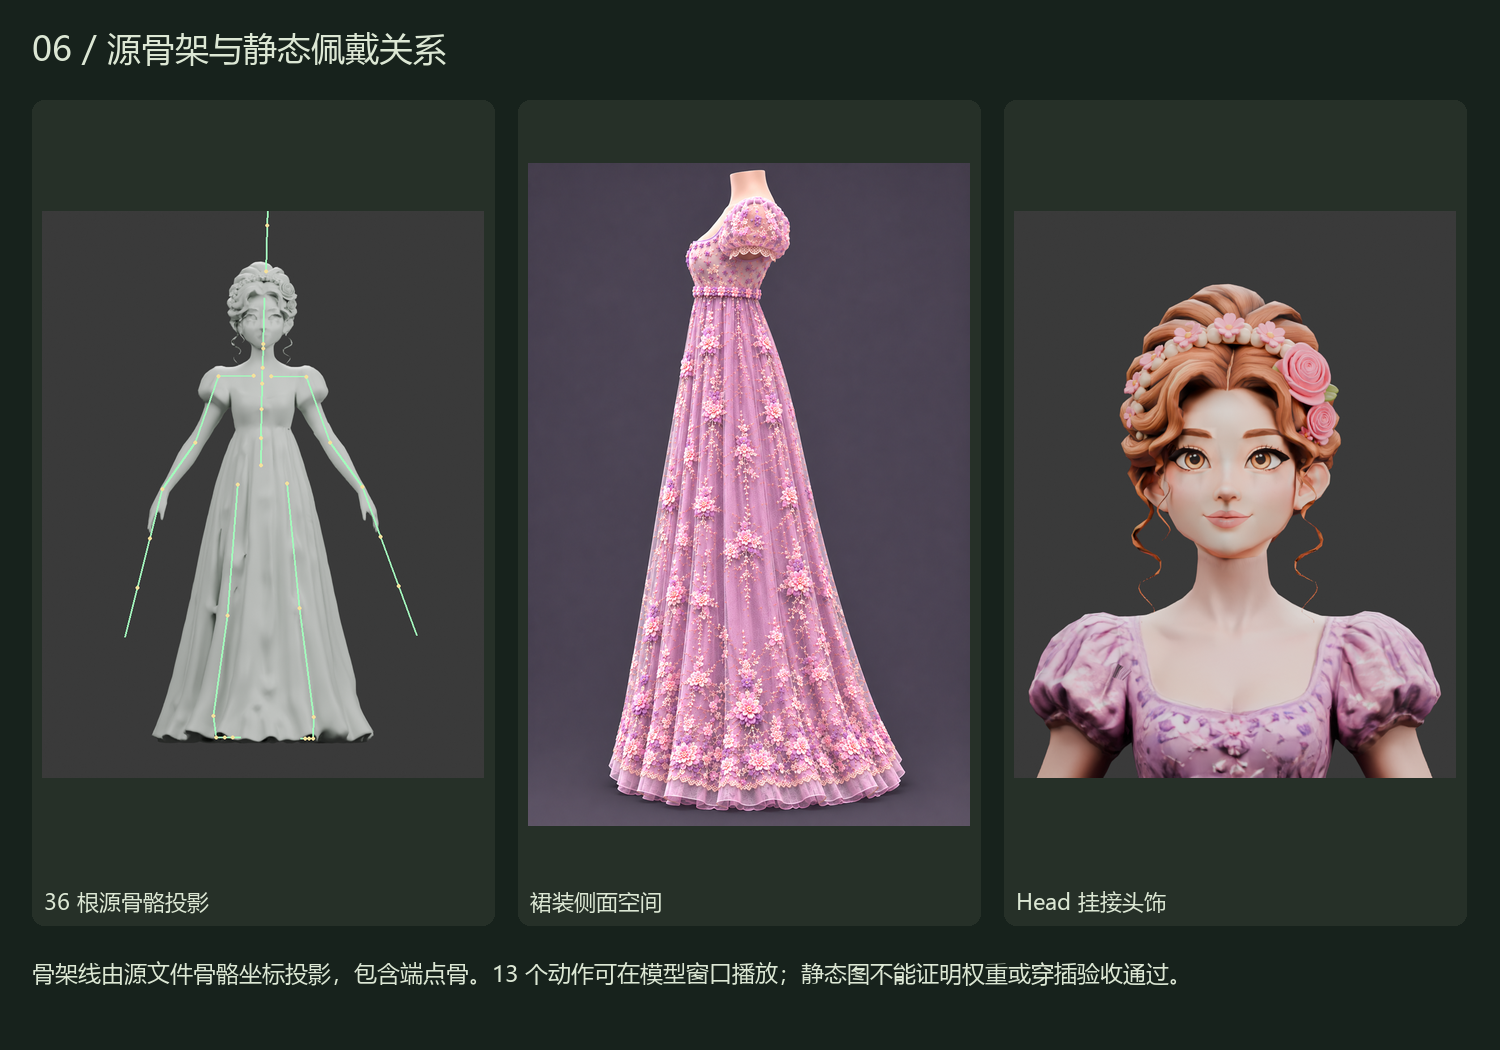 06 / 源骨架与静态佩戴关系
36 根源骨骼投影
裙装侧面空间
Head 挂接头饰
骨架线由源文件骨骼坐标投影，包含端点骨。13 个动作可在模型窗口播放；静态图不能证明权重或穿插验收通过。